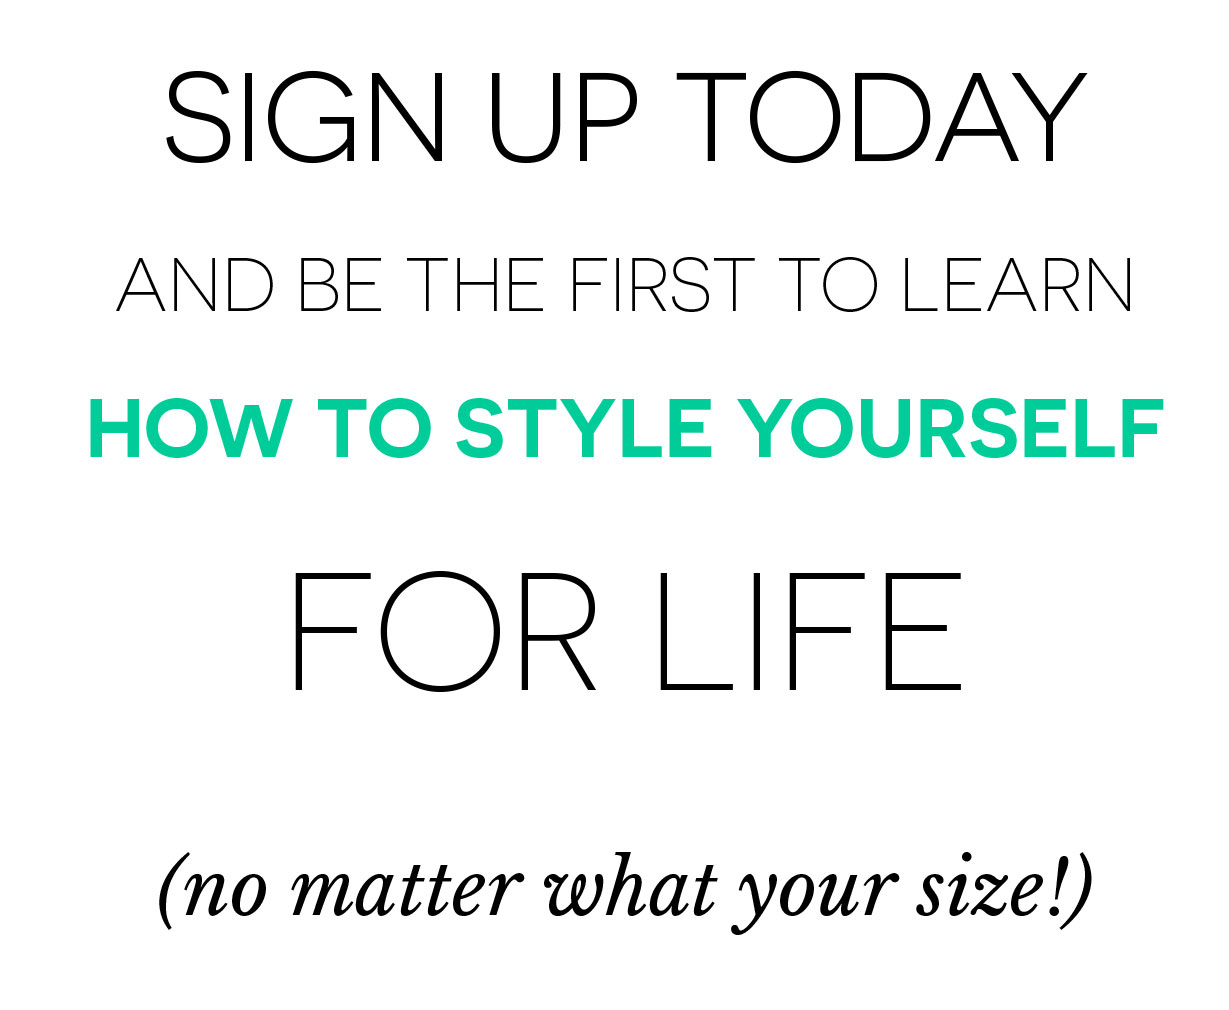 SIGN UP TODAY
AND BE THE FIRST TO LEARN
HOW TO STYLE YOURSELF
FOR LIFE
(no matter what your size!)